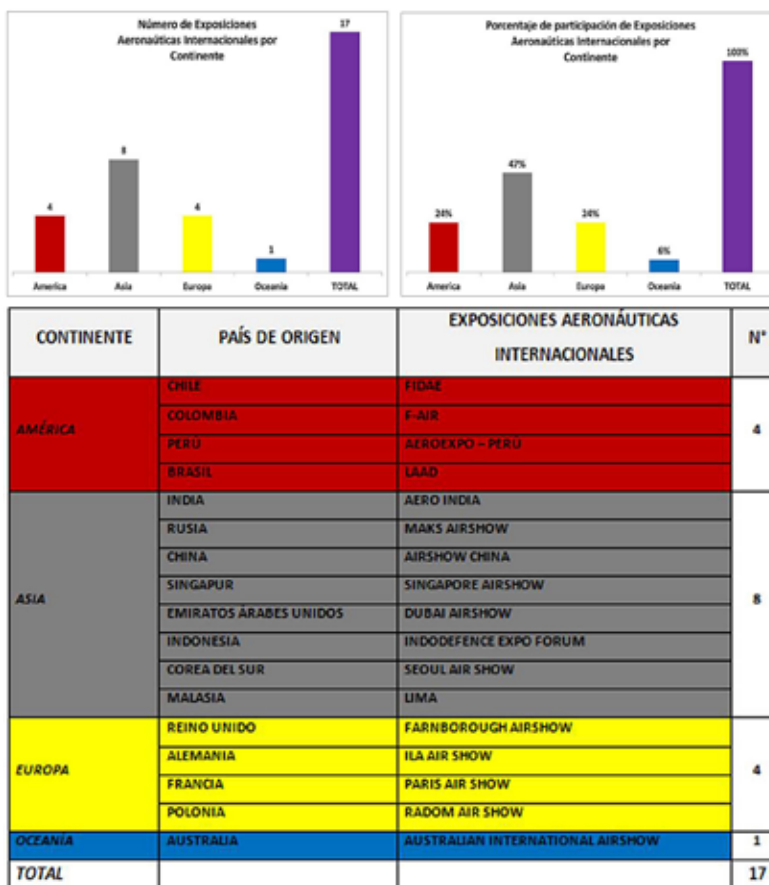 Número de Exposiciones
Aeronaúticas Internacionales por
Continente
17
8
4
4
1
America
Asia
Europa
Oceania
TOTAL
Porcentaje de participación de Exposiciones
Aeronaúticas Internacionales por
Continente
100%
47%
24%
24%
6%
America
Asia
Europa
Oceania
TOTAL
CONTINENTE PAÍS DE ORIGEN EXPOSICIONES AERONÁUTICAS INTERNACIONALES N°
AMÉRICA
CHILE FIDAE
COLOMBIA F-AIR
PERÚ AEROEXPO – PERÚ
BRASIL LAAD
4
ASIA
INDIA AERO INDIA
RUSIA MAKS AIRSHOW
CHINA AIRSHOW CHINA
SINGAPUR SINGAPORE AIRSHOW
EMIRATOS ÁRABES UNIDOS DUBAI AIRSHOW
INDONESIA INDODEFENCE EXPO FORUM
COREA DEL SUR SEOUL AIR SHOW
MALASIA LIMA
8
EUROPA
REINO UNIDO FARNBOROUGH AIRSHOW
ALEMANIA ILA AIR SHOW
FRANCIA PARIS AIR SHOW
POLONIA RADOM AIR SHOW
4
OCEANÍA AUSTRALIA AUSTRALIAN INTERNATIONAL AIRSHOW 1
TOTAL 17